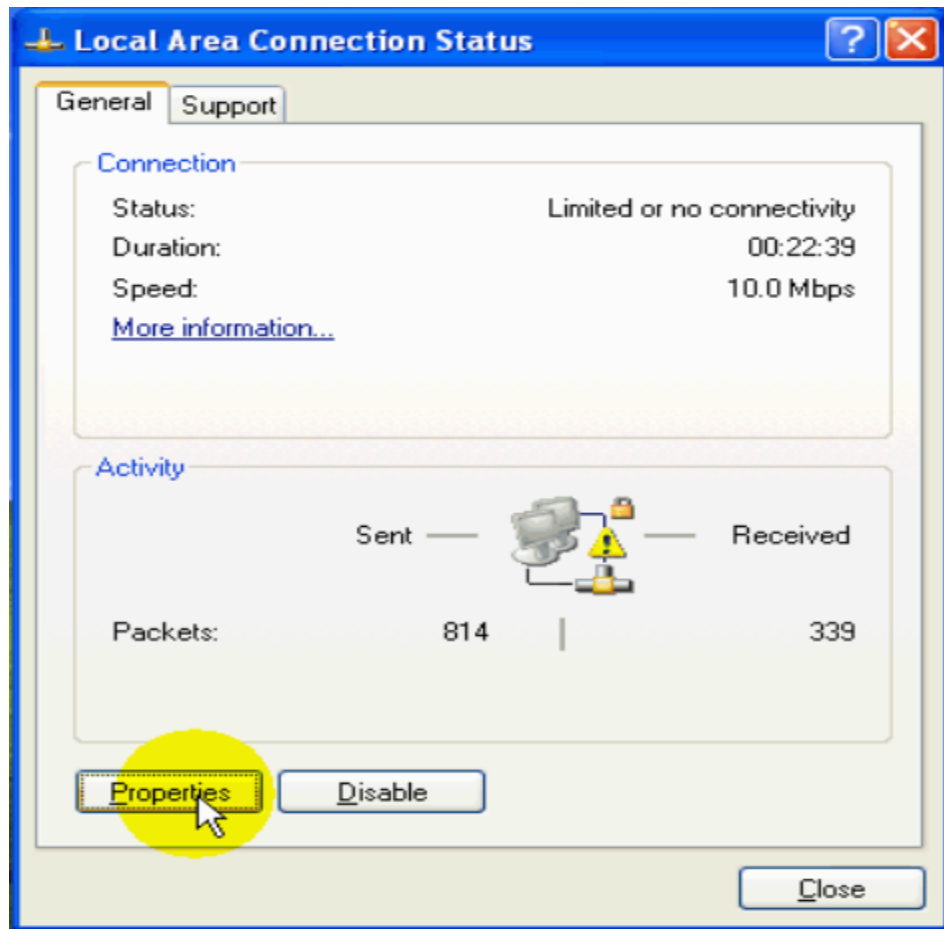 Local Area Connection Status
General Support
Connection
Status: Limited or no connectivity
Duration: 00:22:39
Speed: 10.0 Mbps
More information...
Activity
Sent Received
Packets: 814 339
Properties Disable
Close